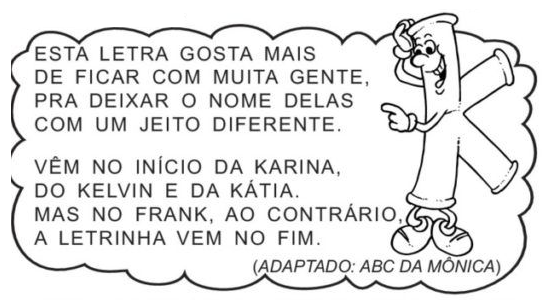 ESTA LETRA GOSTA MAIS
DE FICAR COM MUITA GENTE,
PRA DEIXAR O NOME DELAS
COM UM JEITO DIFERENTE.
VÊM NO INÍCIO DA KARINA,
DO KELVIN E DA KÁTIA.
MAS NO FRANK, AO CONTRÁRIO,
A LETRINHA VEM NO FIM.
(ADAPTADO: ABC DA MÔNICA)